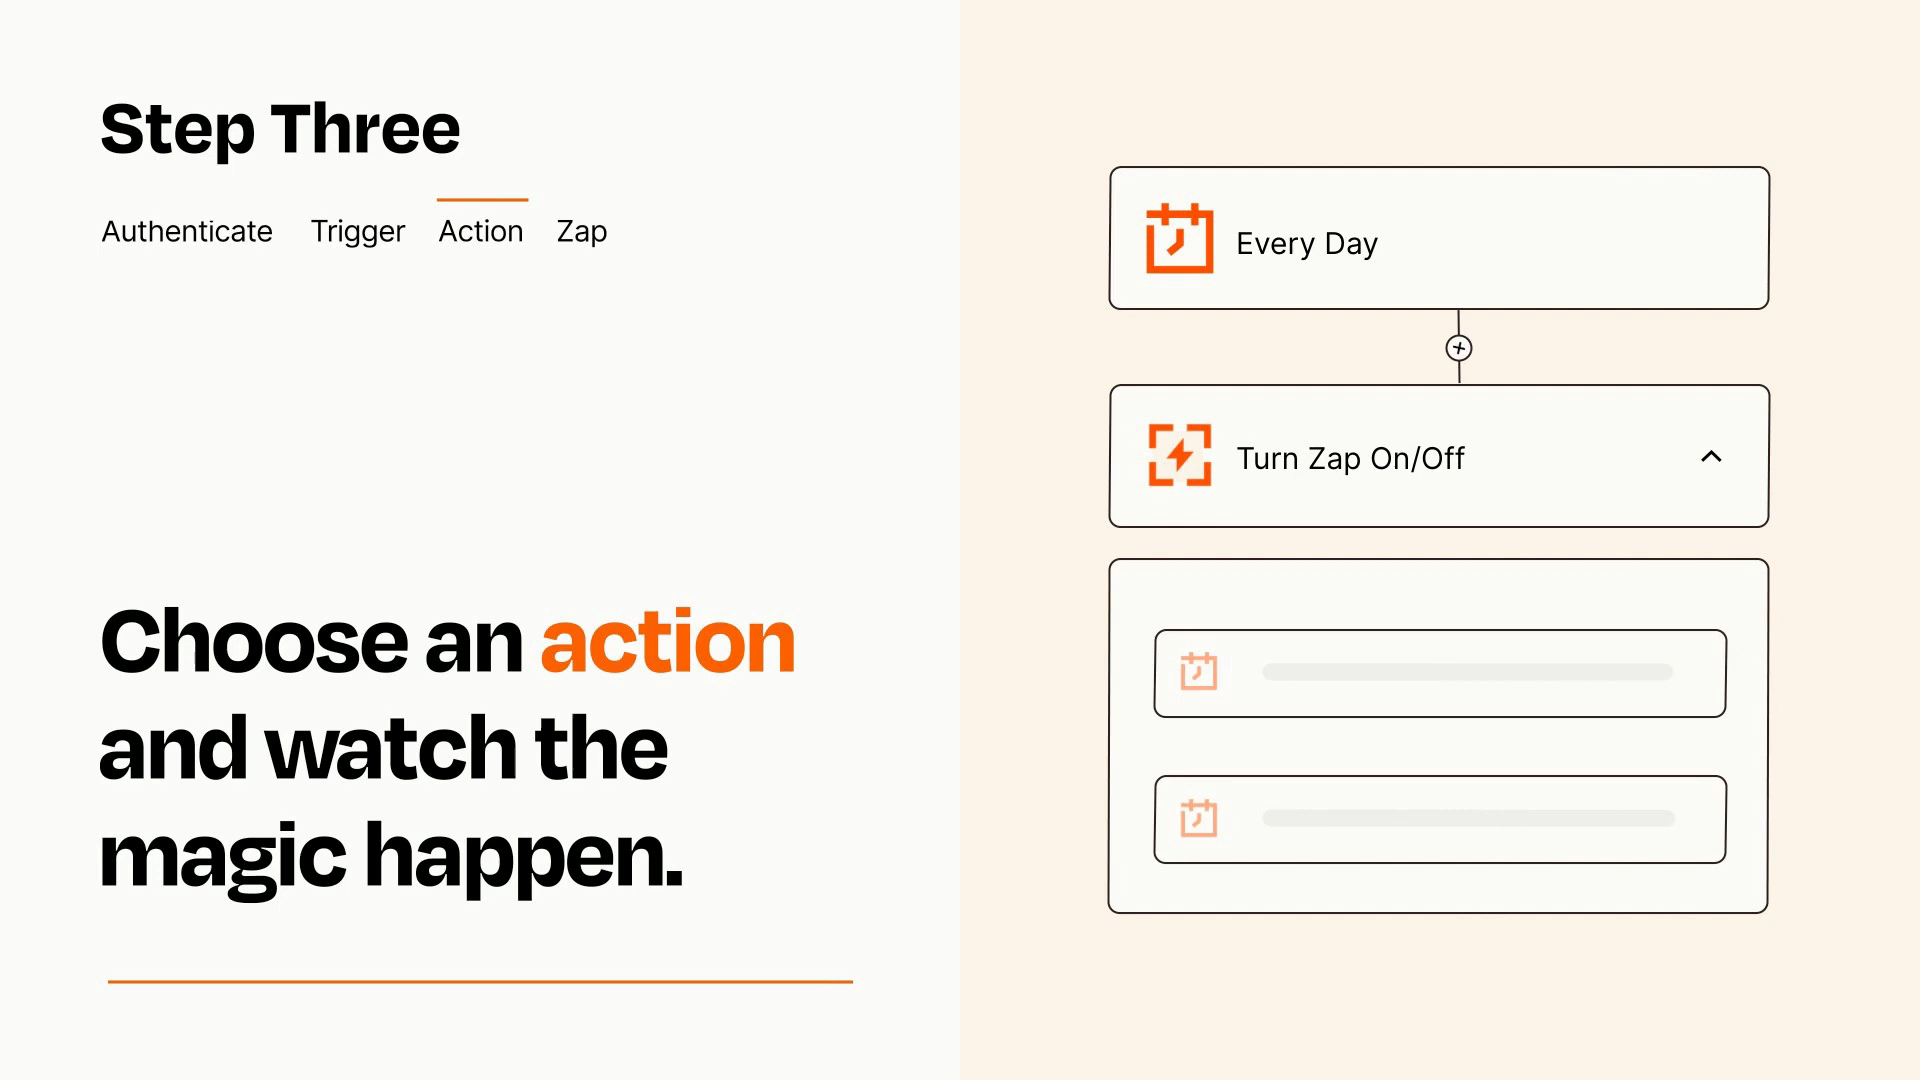 Step Three
Authenticate Trigger Action Zap
Choose an action
and watch the
magic happen.
Every Day
Turn Zap On/Off